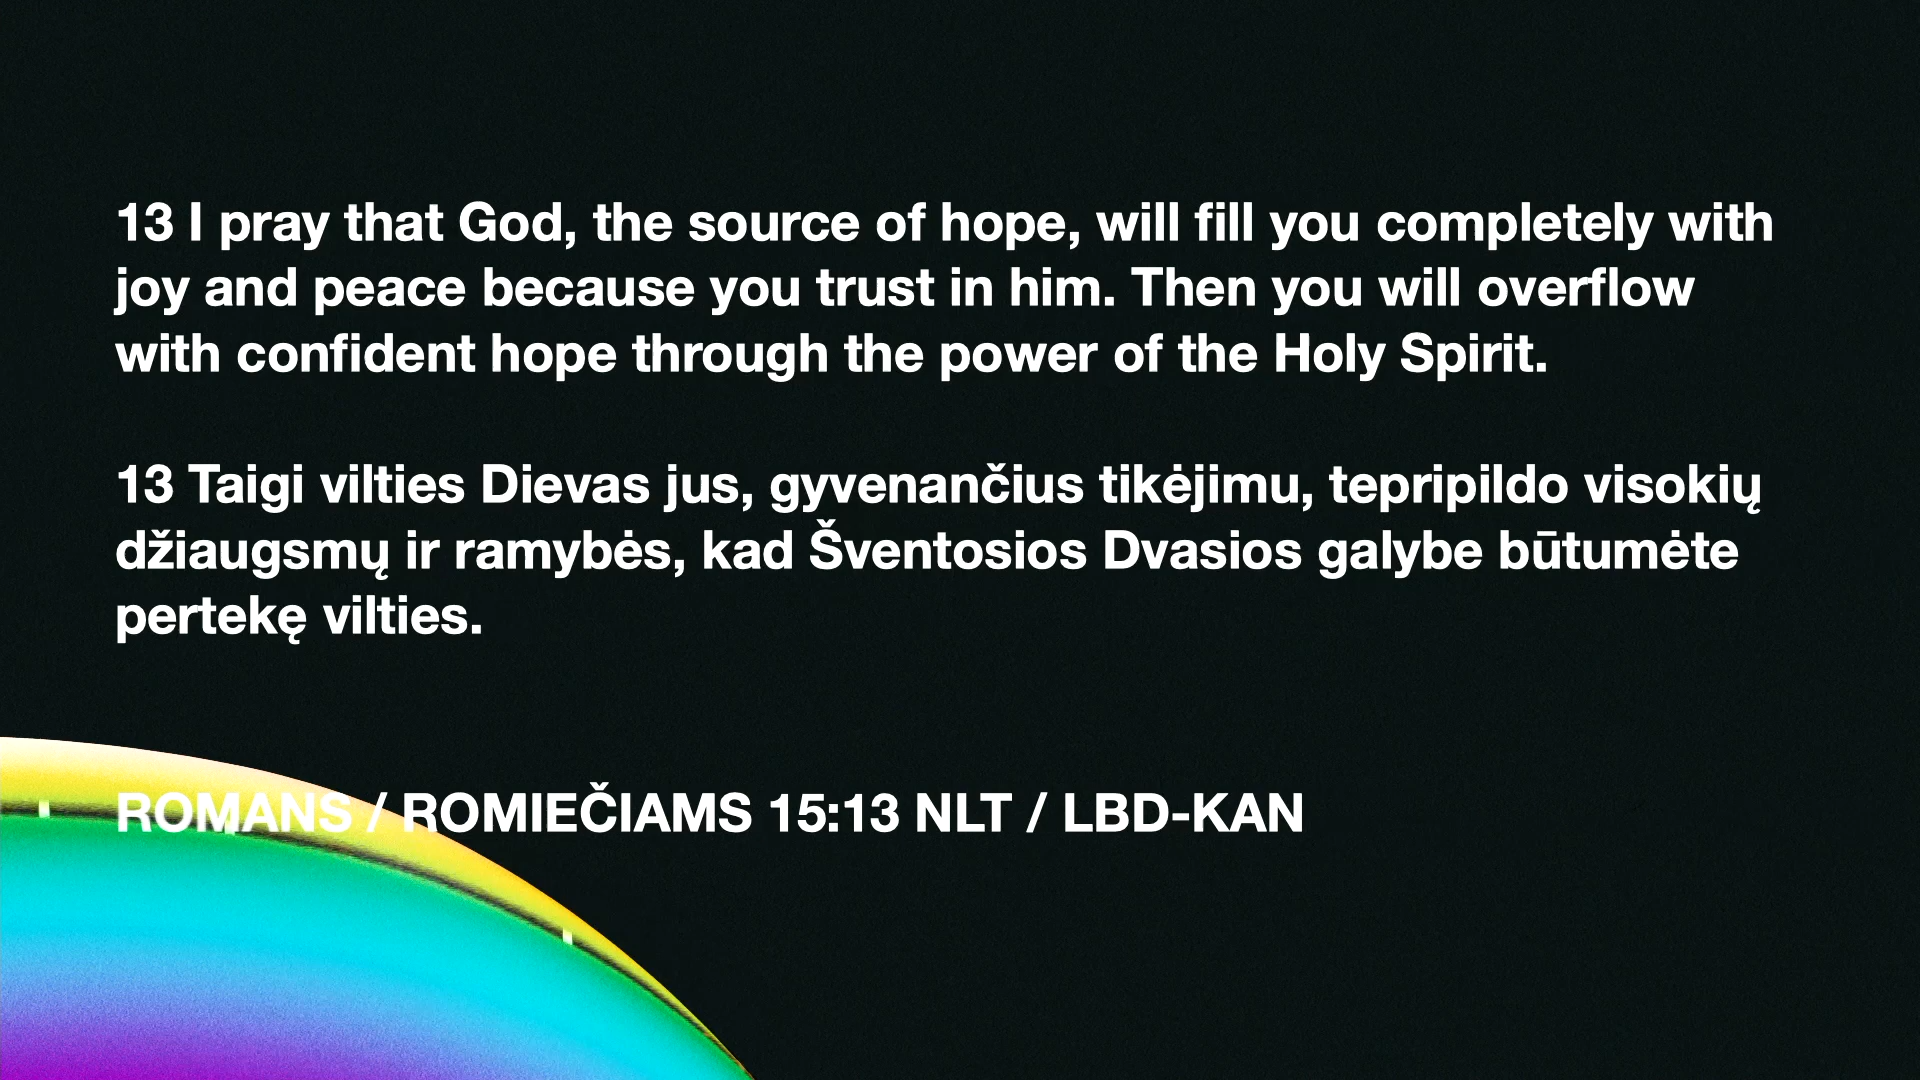 13 I pray that God, the source of hope, will fill you completely with
joy and peace because you trust in him. Then you will overflow
with confident hope through the power of the Holy Spirit.
13 Taigi vilties Dievas jus, gyvenančius tikėjimu, tepripildo visokių
džiaugsmų ir ramybės, kad Šventosios Dvasios galybe būtumėte
pertekę vilties.
ROMANS / ROMIEČIAMS 15:13 NLT / LBD-KAN